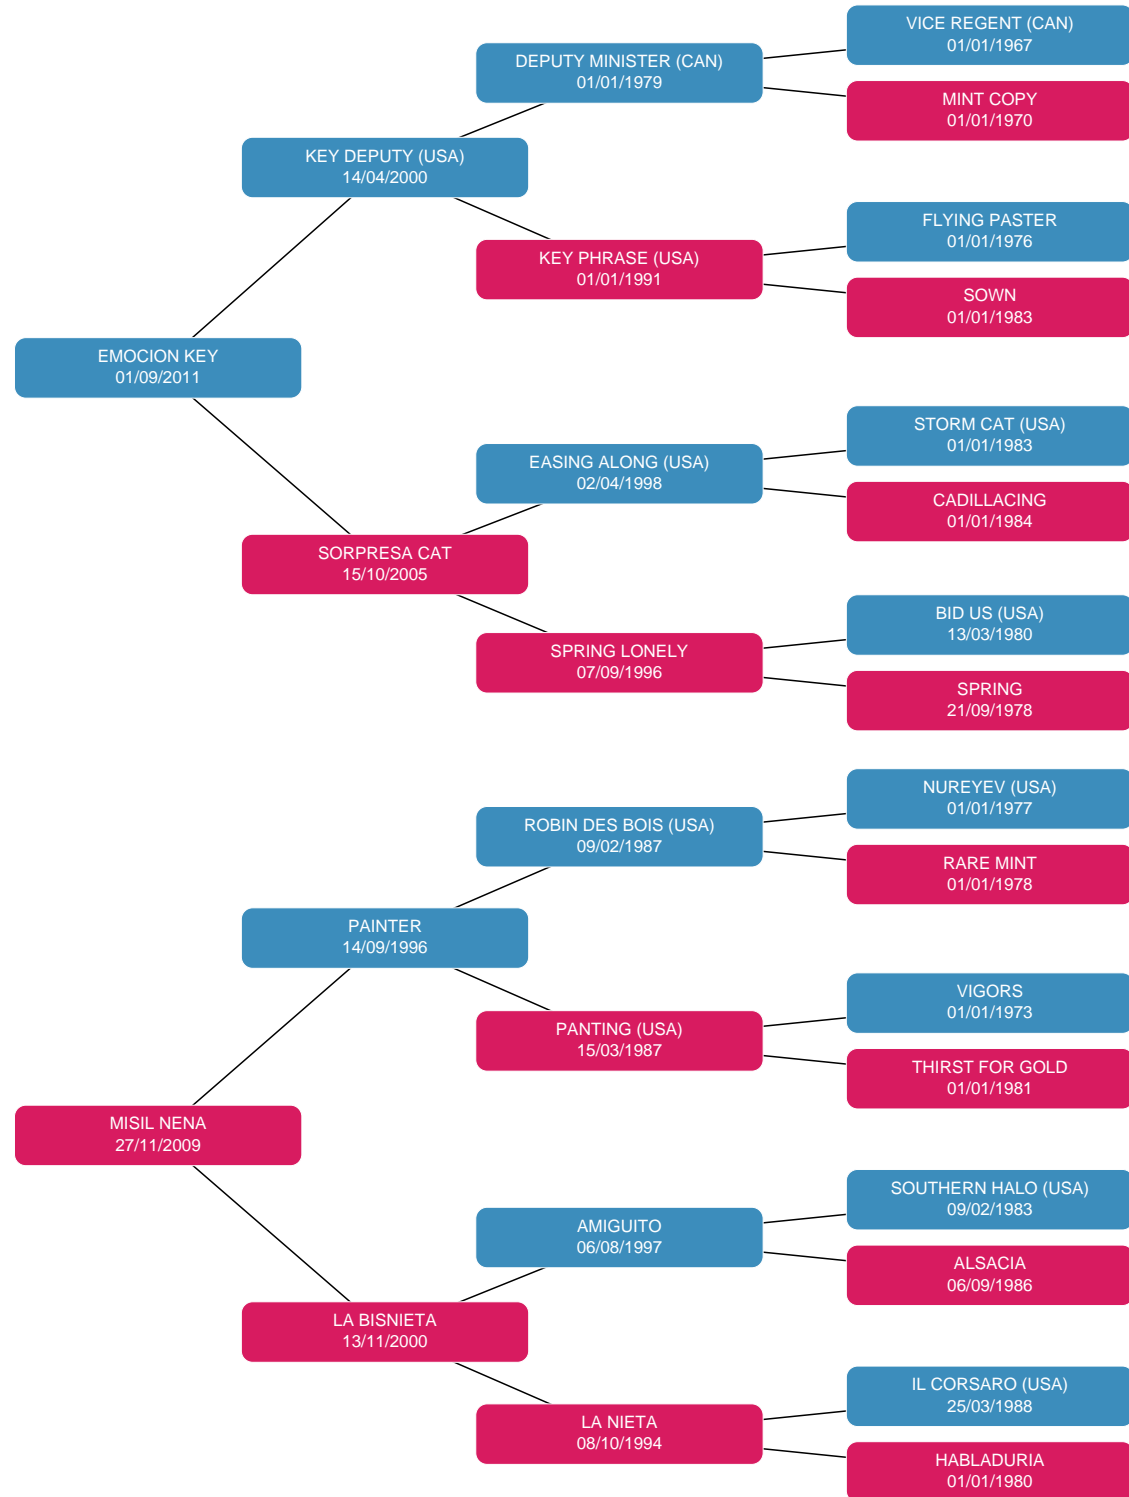 VICE REGENT (CAN)
01/01/1967
DEPUTY MINISTER (CAN)
01/01/1979
MINT COPY
01/01/1970
KEY DEPUTY (USA)
14/04/2000
FLYING PASTER
01/01/1976
KEY PHRASE (USA)
01/01/1991
SOWN
01/01/1983
EMOCION KEY
01/09/2011
STORM CAT (USA)
01/01/1983
EASING ALONG (USA)
02/04/1998
CADILLACING
01/01/1984
SORPRESA CAT
15/10/2005
BID US (USA)
13/03/1980
SPRING LONELY
07/09/1996
SPRING
21/09/1978
NUREYEV (USA)
01/01/1977
ROBIN DES BOIS (USA)
09/02/1987
RARE MINT
01/01/1978
PAINTER
14/09/1996
VIGORS
01/01/1973
PANTING (USA)
15/03/1987
THIRST FOR GOLD
01/01/1981
MISIL NENA
27/11/2009
SOUTHERN HALO (USA)
09/02/1983
AMIGUITO
06/08/1997
ALSACIA
06/09/1986
LA BISNIETA
13/11/2000
IL CORSARO (USA)
25/03/1988
LA NIETA
08/10/1994
HABLADURIA
01/01/1980